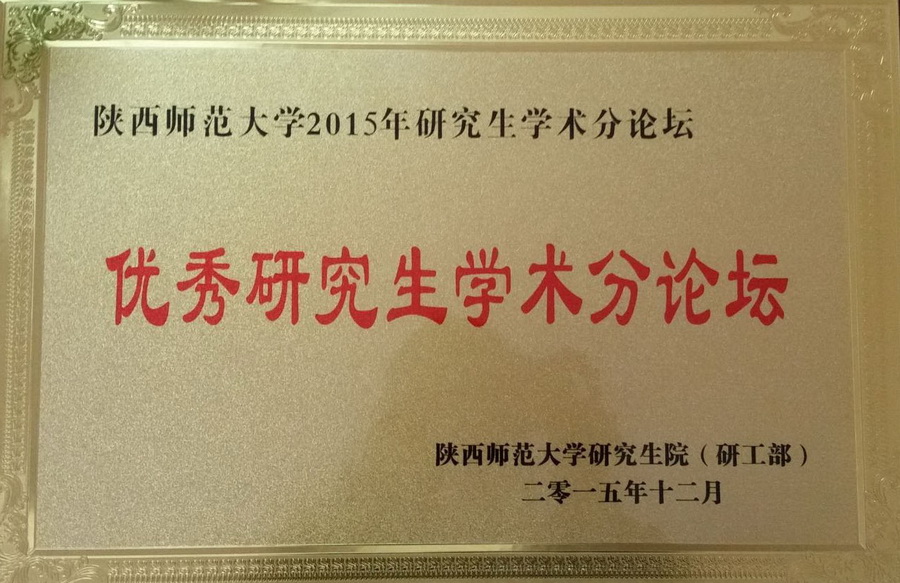 陕西师范大学2015年研究生学术分论坛
优秀研究生学术分论坛
陕西师范大学研究生院（研工部）
二零一五年十二月